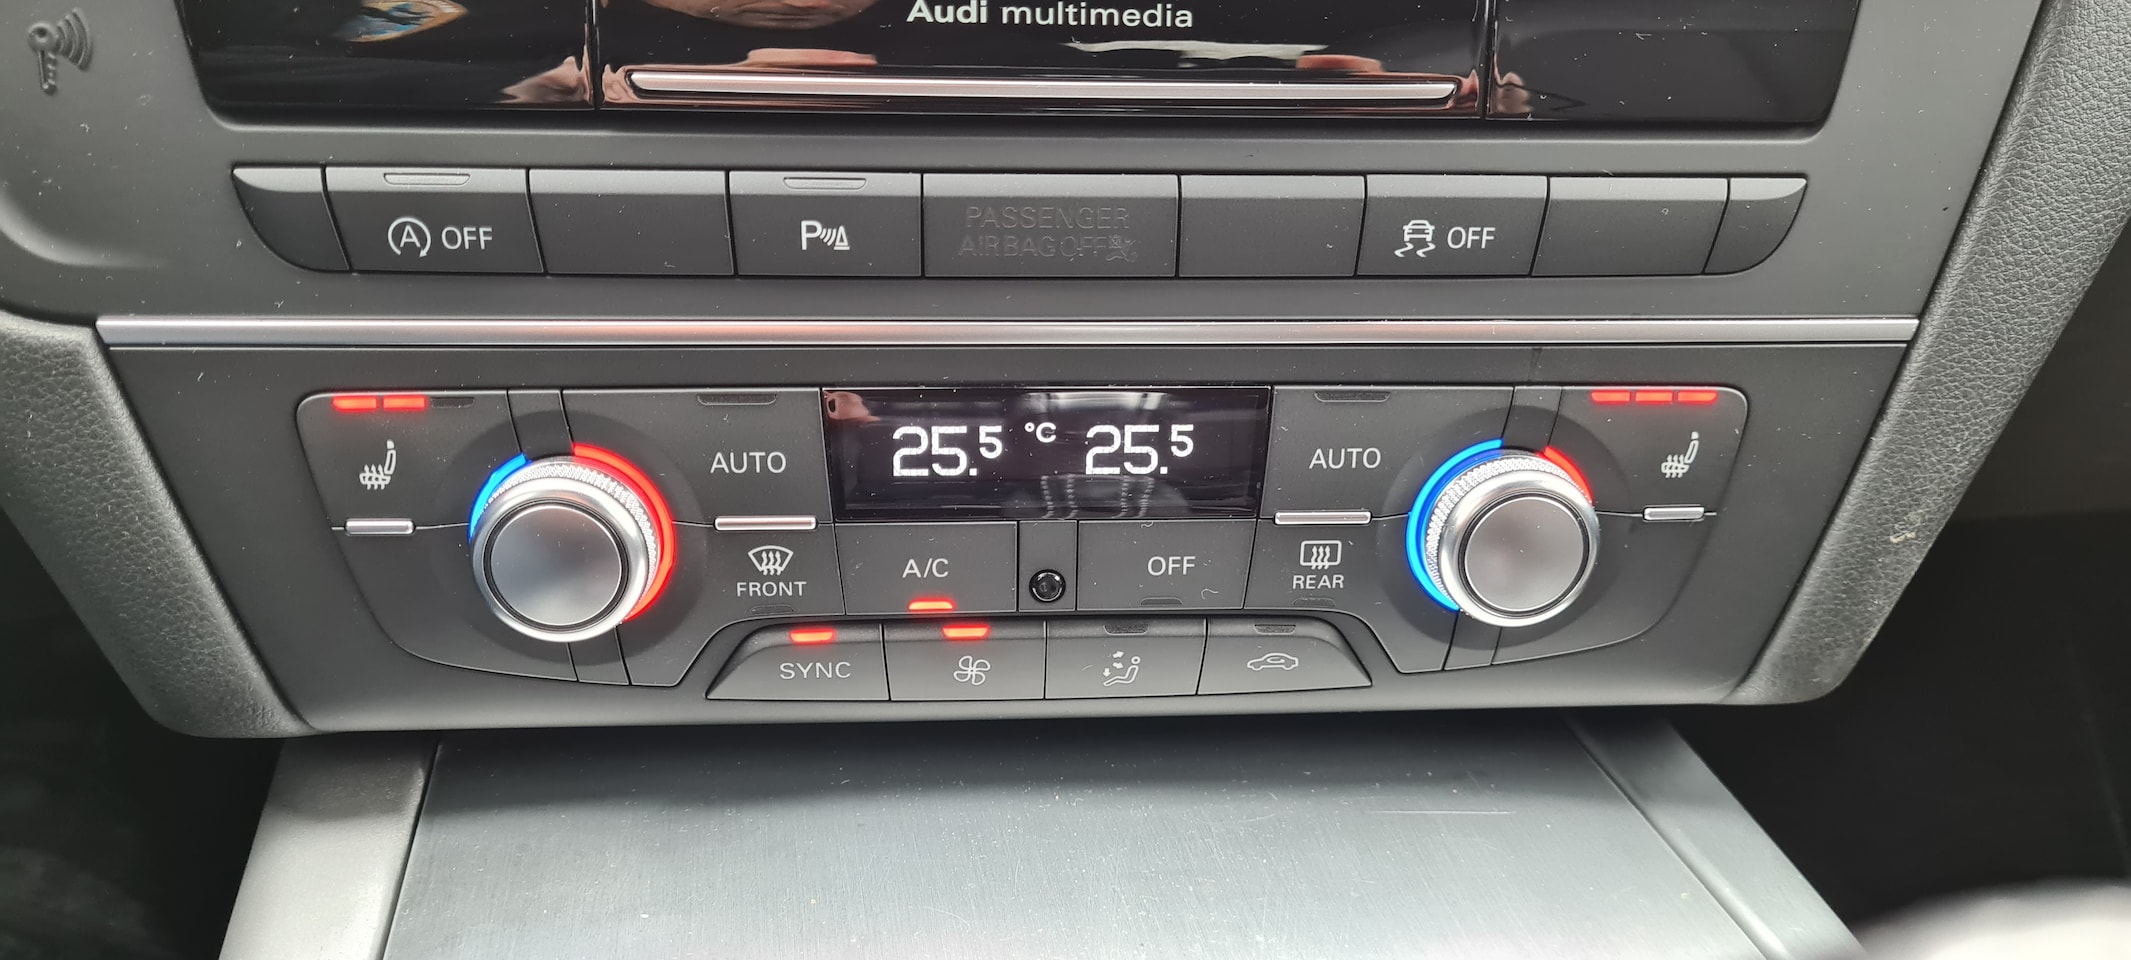 Audi multimedia
A OFF
P
PASSENGER
AIRBAG OFF
OFF
AUTO
25.5 °C 25.5
AUTO
FRONT
A/C
OFF
REAR
SYNC